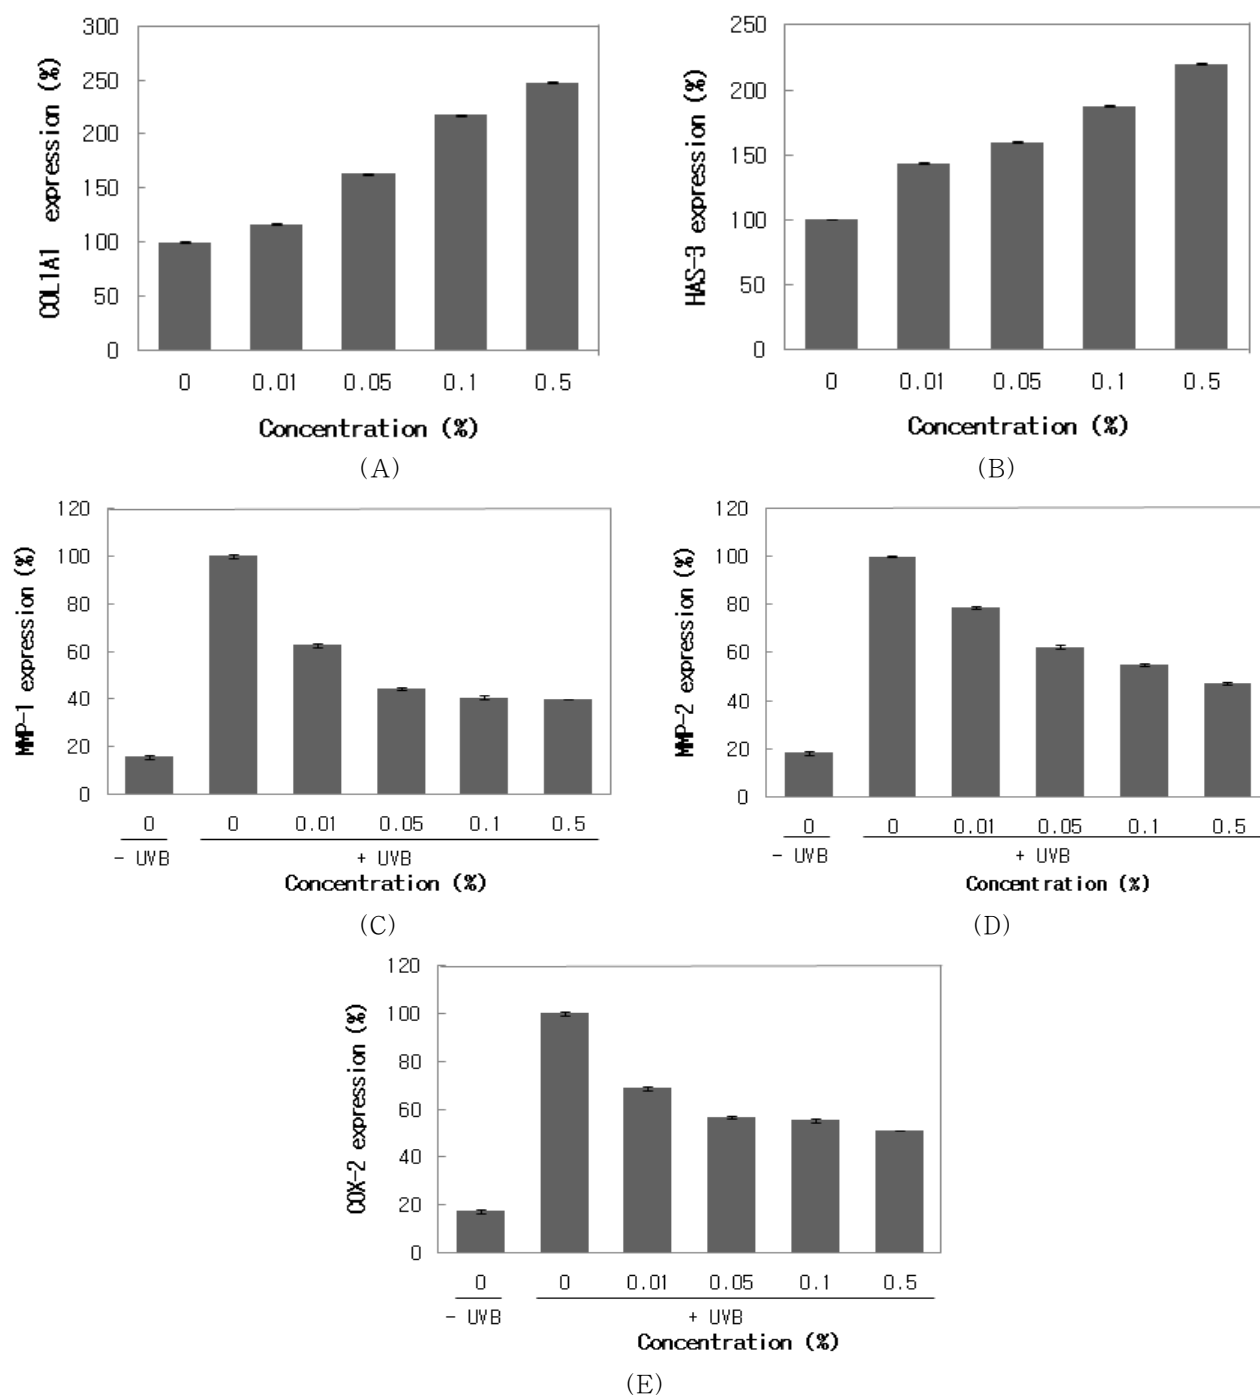 COL1A1 expression (%)
300
250
200
150
100
50
0
0 0.01 0.05 0.1 0.5
Concentration (%)
(A)
HAS-3 expression (%)
250
200
150
100
50
0
0 0.01 0.05 0.1 0.5
Concentration (%)
(B)
MMP-1 expression (%)
120
100
80
60
40
20
0
0 0 0.01 0.05 0.1 0.5
- UVB + UVB
Concentration (%)
(C)
MMP-2 expression (%)
120
100
80
60
40
20
0
0 0 0.01 0.05 0.1 0.5
- UVB + UVB
Concentration (%)
(D)
COX-2 expression (%)
120
100
80
60
40
20
0
0 0 0.01 0.05 0.1 0.5
- UVB + UVB
Concentration (%)
(E)